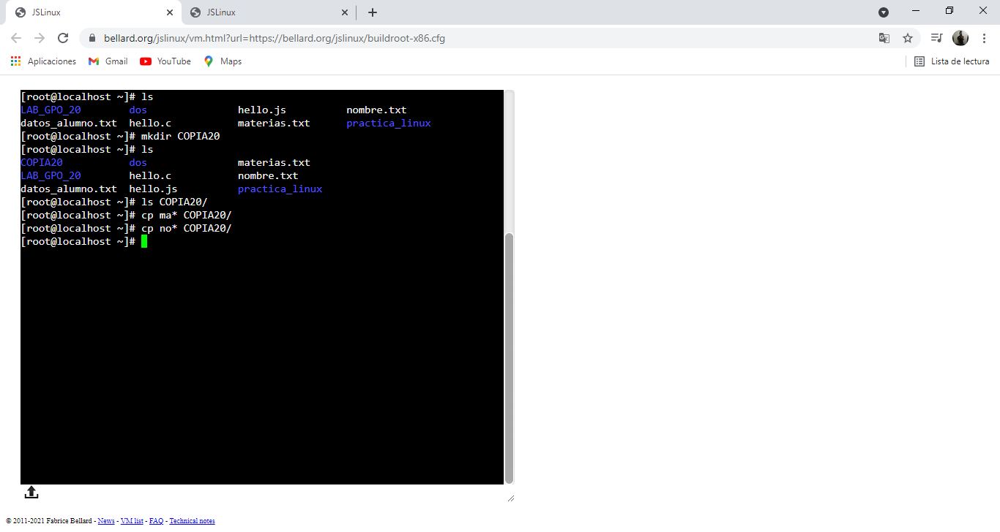 JSLinux
JSLinux
bellard.org/jslinux/vm.html?url=https://bellard.org/jslinux/buildroot-x86.cfg
Aplicaciones Gmail YouTube Maps Lista de lectura
[root@localhost ~]# ls
LAB_GPO_20 dos hello.js nombre.txt
datos_alumno.txt hello.c materias.txt practica_linux
[root@localhost ~]# mkdir COPIA20
[root@localhost ~]# ls
COPIA20 dos materias.txt
LAB_GPO_20 hello.c nombre.txt
datos_alumno.txt hello.js practica_linux
[root@localhost ~]# ls COPIA20/
[root@localhost ~]# cp ma* COPIA20/
[root@localhost ~]# cp no* COPIA20/
[root@localhost ~]#
© 2011-2021 Fabrice Bellard - News - VM list - FAQ - Technical notes